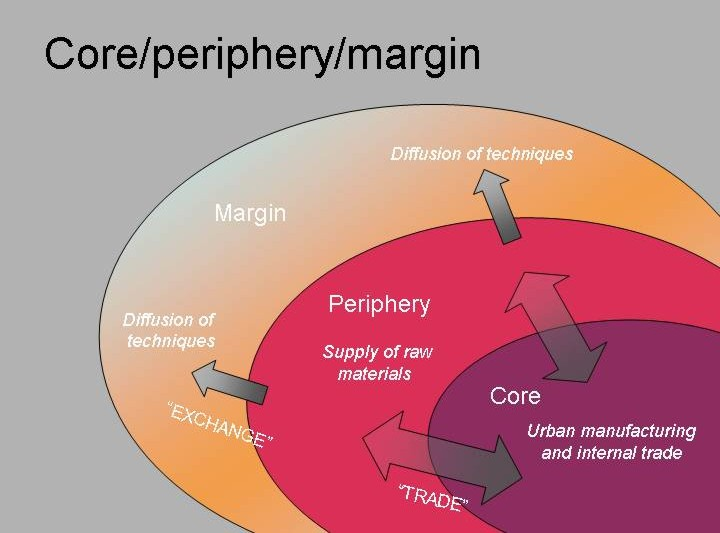 Core/periphery/margin
Diffusion of techniques
Margin
Periphery
Diffusion of
techniques
Supply of raw
materials
Core
“EXCHANGE”
Urban manufacturing
and internal trade
“TRADE”